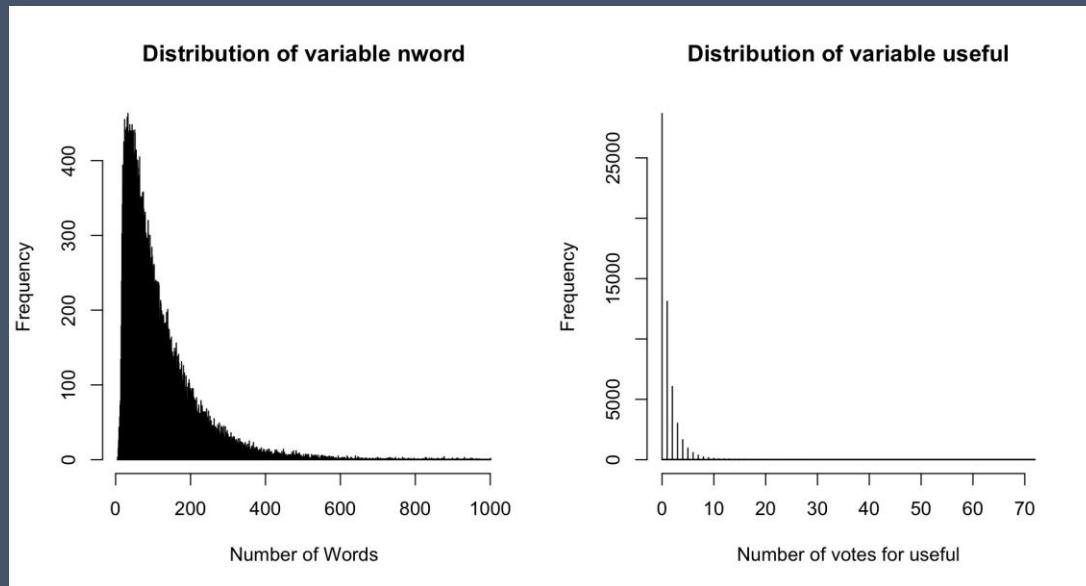 Distribution of variable nword
Frequency
400
300
200
100
0
0 200 400 600 800 1000
Number of Words
Distribution of variable useful
Frequency
25000
15000
5000
0
0 10 20 30 40 50 60 70
Number of votes for useful